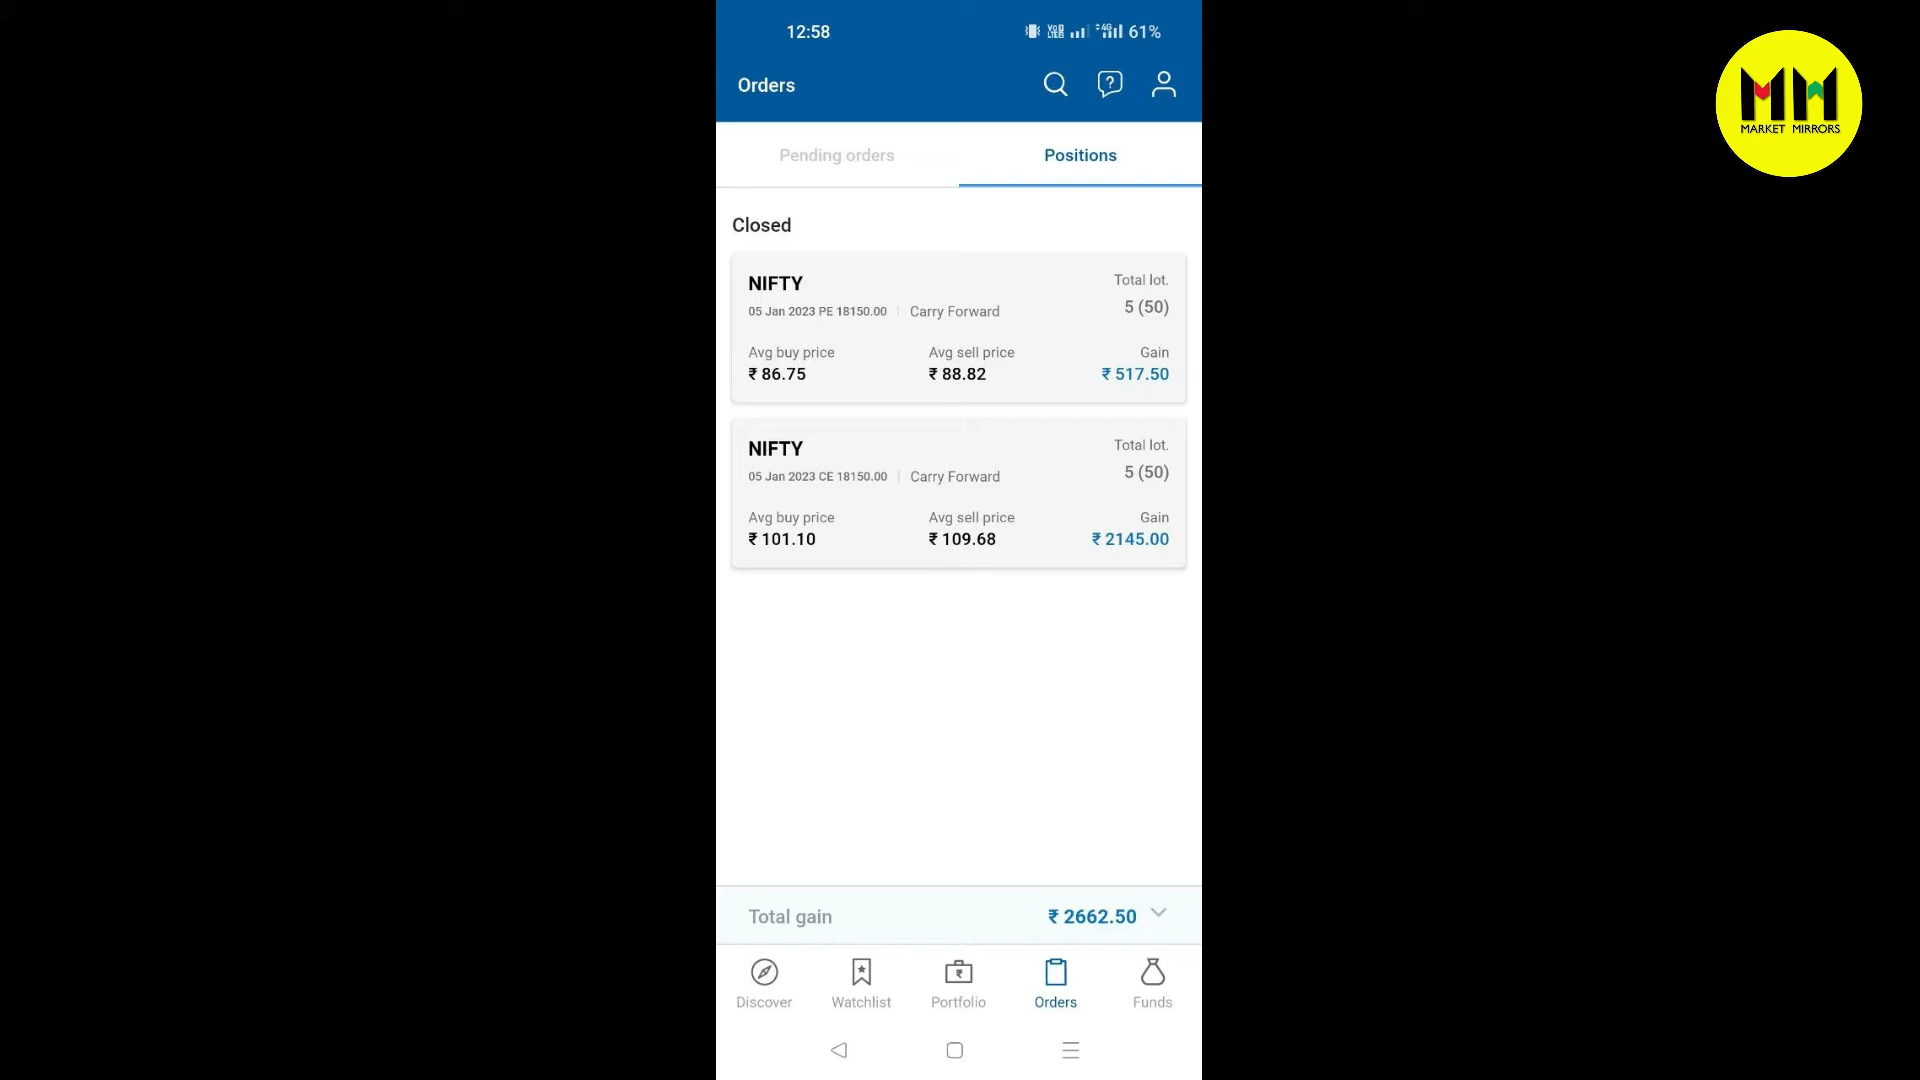 12:58
61%
Orders
MARKET MIRRORS
Pending orders
Positions
Closed
NIFTY
Total lot.
05 Jan 2023 PE 18150.00 | Carry Forward
5 (50)
Avg buy price
Avg sell price
Gain
₹ 86.75
₹ 88.82
₹ 517.50
NIFTY
Total lot.
05 Jan 2023 CE 18150.00 | Carry Forward
5 (50)
Avg buy price
Avg sell price
Gain
₹ 101.10
₹ 109.68
₹ 2145.00
Total gain
₹ 2662.50
Discover
Watchlist
Portfolio
Orders
Funds